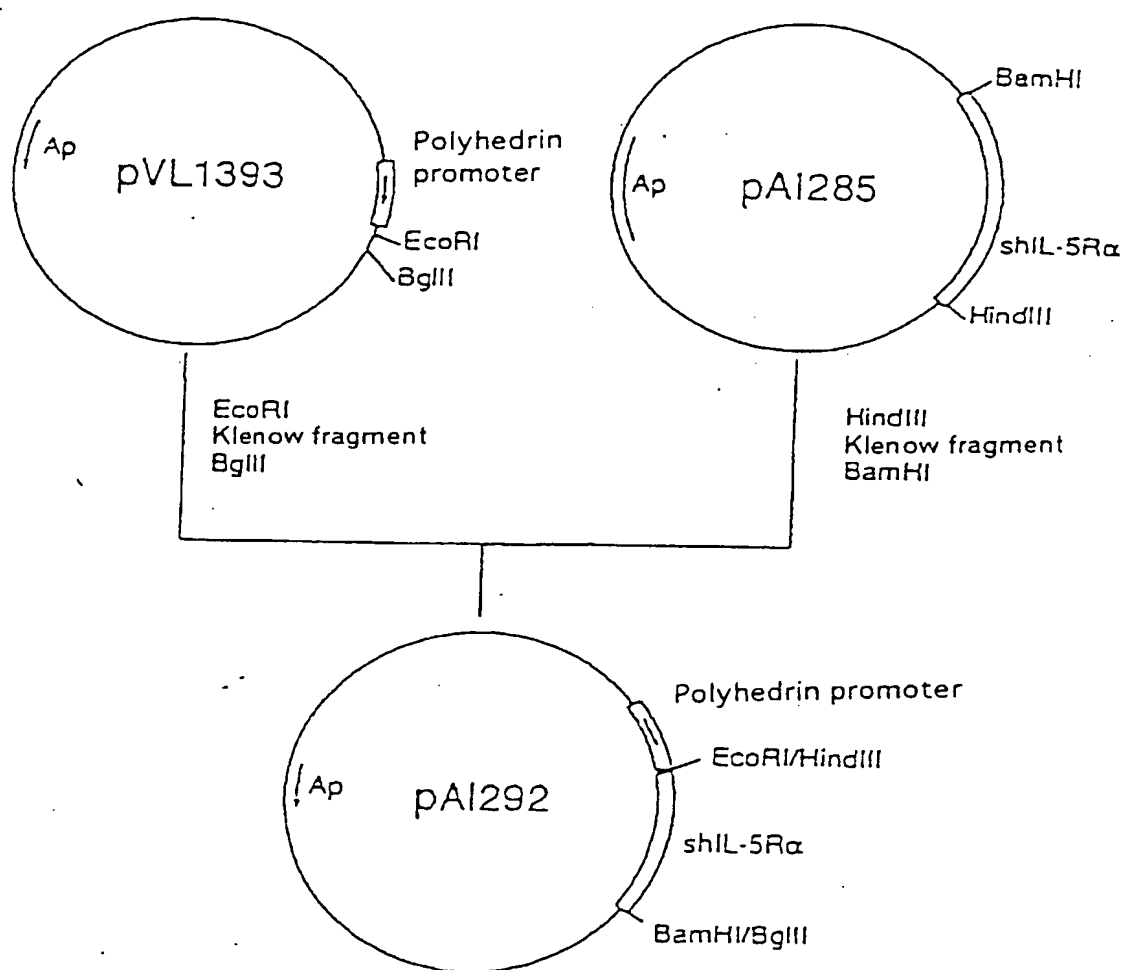 Ap
pVL1393
Polyhedrin
promoter
EcoRI
BglII
BamHI
Ap
pAI285
shIL-5Rα
HindIII
EcoRI
Klenow fragment
BglII
HindIII
Klenow fragment
BamHI
Polyhedrin promoter
EcoRI/HindIII
Ap
pAI292
shIL-5Rα
BamHI/BglII